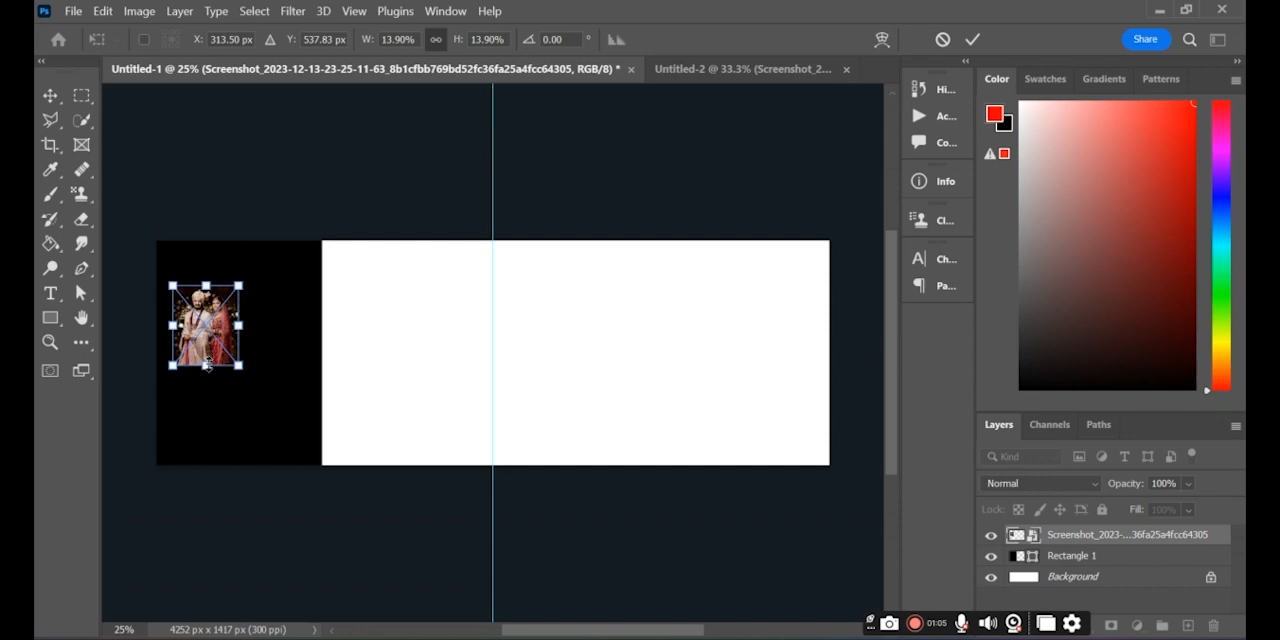 Ps File Edit Image Layer Type Select Filter 3D View Plugins Window Help
X: 313.50 px Y: 537.83 px W: 13.90% H: 13.90% 0.00 ° Share
Untitled-1 @ 25% (Screenshot_2023-12-13-23-25-11-63_8b1cfbb769bd52fc36fa25a4fcc64305, RGB/8) * × Untitled-2 @ 33.3% (Screenshot_2... ×
Color Swatches Gradients Patterns
Hi...
Ac...
Co...
Info
Cl...
Ch...
Pa...
Layers Channels Paths
Kind
Normal Opacity: 100%
Lock: Fill: 100%
Screenshot_2023-...36fa25a4fcc64305
Rectangle 1
Background
25% 4252 px x 1417 px (300 ppi)
01:05